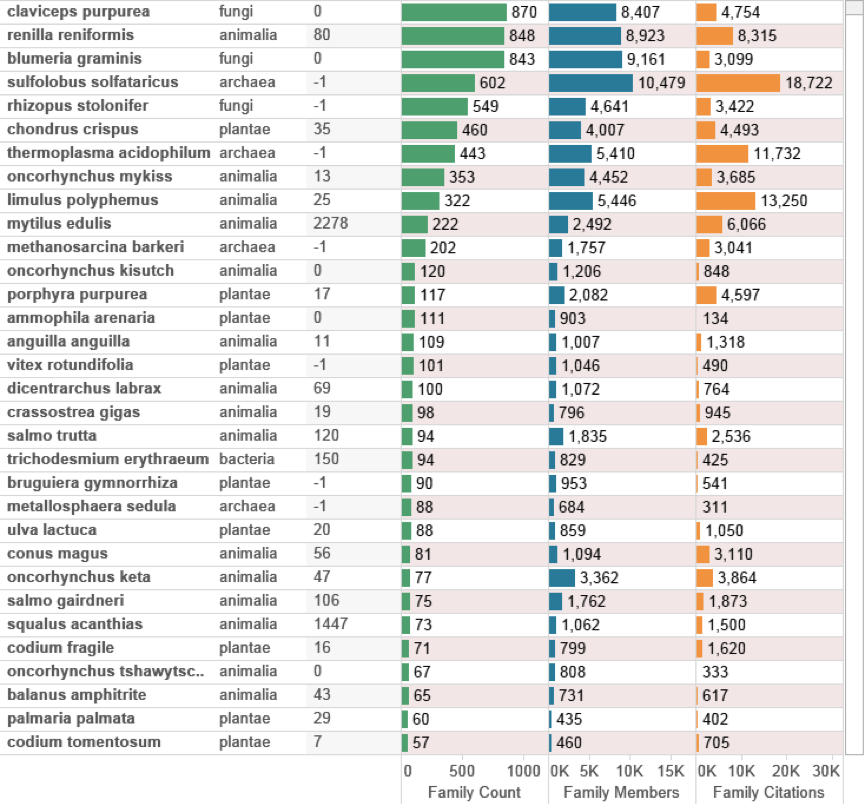 claviceps purpurea fungi 0 870 8,407 4,754
renilla reniformis animalia 80 848 8,923 8,315
blumeria graminis fungi 0 843 9,161 3,099
sulfolobus solfataricus archaea -1 602 10,479 18,722
rhizopus stolonifer fungi -1 549 4,641 3,422
chondrus crispus plantae 35 460 4,007 4,493
thermoplasma acidophilum archaea -1 443 5,410 11,732
oncorhynchus mykiss animalia 13 353 4,452 3,685
limulus polyphemus animalia 25 322 5,446 13,250
mytilus edulis animalia 2278 222 2,492 6,066
methanosarcina barkeri archaea -1 202 1,757 3,041
oncorhynchus kisutch animalia 0 120 1,206 848
porphyra purpurea plantae 17 117 2,082 4,597
ammophila arenaria plantae 0 111 903 134
anguilla anguilla animalia 11 109 1,007 1,318
vitex rotundifolia plantae -1 101 1,046 490
dicentrarchus labrax animalia 69 100 1,072 764
crassostrea gigas animalia 19 98 796 945
salmo trutta animalia 120 94 1,835 2,536
trichodesmium erythraeum bacteria 150 94 829 425
bruguiera gymnorrhiza plantae -1 90 953 541
metallosphaera sedula archaea -1 88 684 311
ulva lactuca plantae 20 88 859 1,050
conus magus animalia 56 81 1,094 3,110
oncorhynchus keta animalia 47 77 3,362 3,864
salmo gairdneri animalia 106 75 1,762 1,873
squalus acanthias animalia 1447 73 1,062 1,500
codium fragile plantae 16 71 799 1,620
oncorhynchus tshawytsc.. animalia 0 67 808 333
balanus amphitrite animalia 43 65 731 617
palmaria palmata plantae 29 60 435 402
codium tomentosum plantae 7 57 460 705
0 500 1000 0K 5K 10K 15K 0K 10K 20K 30K
Family Count Family Members Family Citations